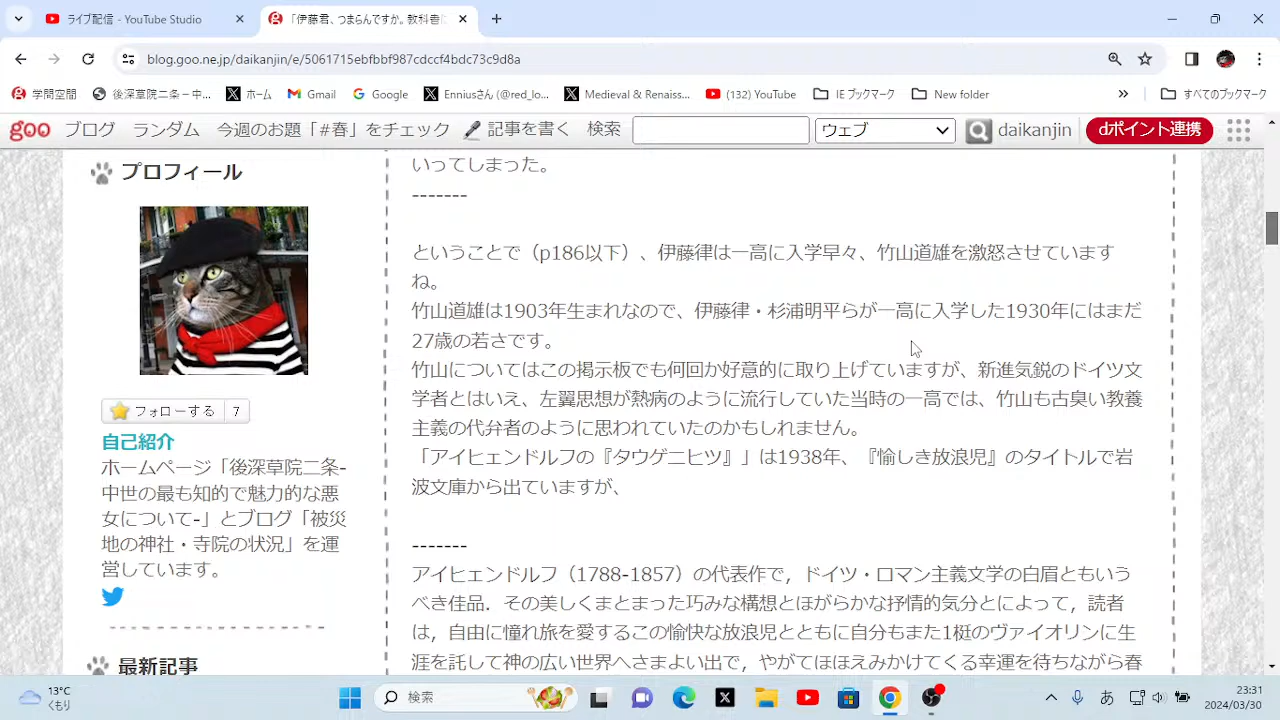 ライブ配信 - YouTube Studio
「伊藤君、つまらんですか。教科書に
blog.goo.ne.jp/daikanjin/e/5061715ebfbbf987cdccf4bdc73d9d8a
学問空間
後深草院二条－中...
ホーム
Gmail
Google
Enniusさん (@red_lo...
Medieval & Renaiss...
(132) YouTube
IE ブックマーク
New folder
すべてのブックマーク
goo ブログ ランダム 今週のお題「#春」をチェック 記事を書く 検索 ウェブ daikanjin dポイント連携
プロフィール
フォローする 7
自己紹介
ホームページ「後深草院二条-
中世の最も知的で魅力的な悪
女について-」とブログ「被災
地の神社・寺院の状況」を運
営しています。
最新記事
いってしまった。
-------
ということで（p186以下）、伊藤律は一高に入学早々、竹山道雄を激怒させています
ね。
竹山道雄は1903年生まれなので、伊藤律・杉浦明平らが一高に入学した1930年にはまだ
27歳の若さです。
竹山についてはこの掲示板でも何回か好意的に取り上げていますが、新進気鋭のドイツ文
学者とはいえ、左翼思想が熱病のように流行していた当時の一高では、竹山も古臭い教養
主義の代弁者のように思われていたのかもしれません。
「アイヒェンドルフの『タウゲニヒツ』」は1938年、『愉しき放浪児』のタイトルで岩
波文庫から出ていますが、
-------
アイヒェンドルフ（1788-1857）の代表作で，ドイツ・ロマン主義文学の白眉ともいう
べき佳品．その美しくまとまった巧みな構想とほがらかな抒情的気分とによって，読者
は，自由に憧れ旅を愛するこの愉快な放浪児とともに自分もまた1梃のヴァイオリンに生
涯を託して神の広い世界へさまよい出で，やがてほほえみかけてくる幸運を待ちながら春
13°C
くもり
検索
あ
23:31
2024/03/30